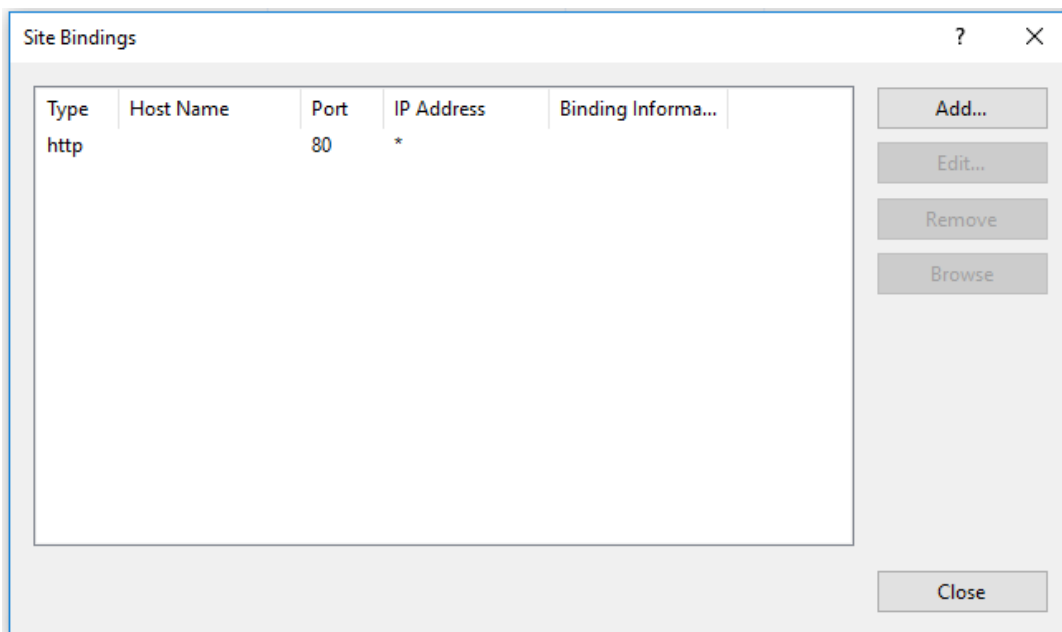 Site Bindings ?
Type Host Name Port IP Address Binding Informa...
http 80 *
Add...
Edit...
Remove
Browse
Close